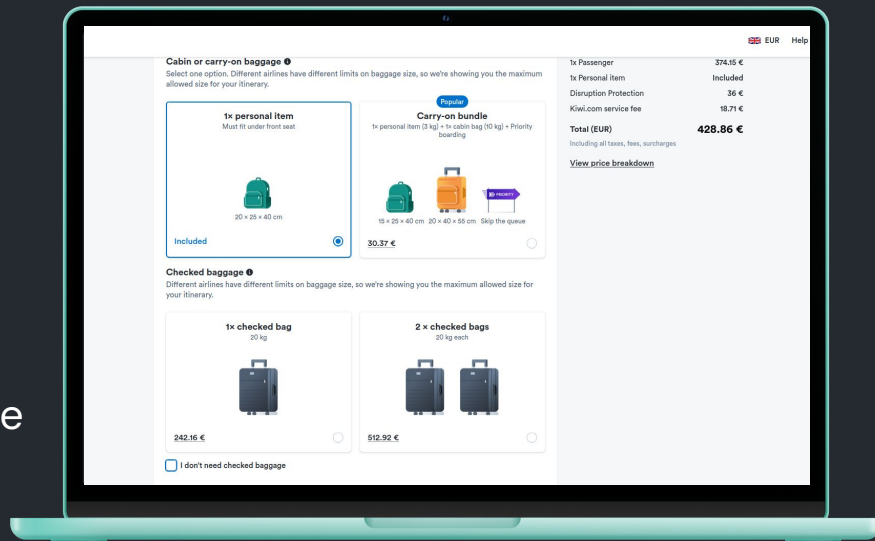 EUR Help
Cabin or carry-on baggage
Select one option. Different airlines have different limits on baggage size, so we're showing you the maximum
allowed size for your itinerary.
1× personal item
Must fit under front seat
20 × 25 × 40 cm
Included
Popular
Carry-on bundle
1× personal item (3 kg) + 1× cabin bag (10 kg) + Priority
boarding
PRIORITY
15 × 25 × 40 cm 20 × 40 × 55 cm Skip the queue
30.37 €
Checked baggage
Different airlines have different limits on baggage size, so we're showing you the maximum allowed size for
your itinerary.
1× checked bag
20 kg
242.16 €
2 × checked bags
20 kg each
512.92 €
I don't need checked baggage
1x Passenger 374.15 €
1x Personal item Included
Disruption Protection 36 €
Kiwi.com service fee 18.71 €
Total (EUR) 428.86 €
Including all taxes, fees, surcharges
View price breakdown
e